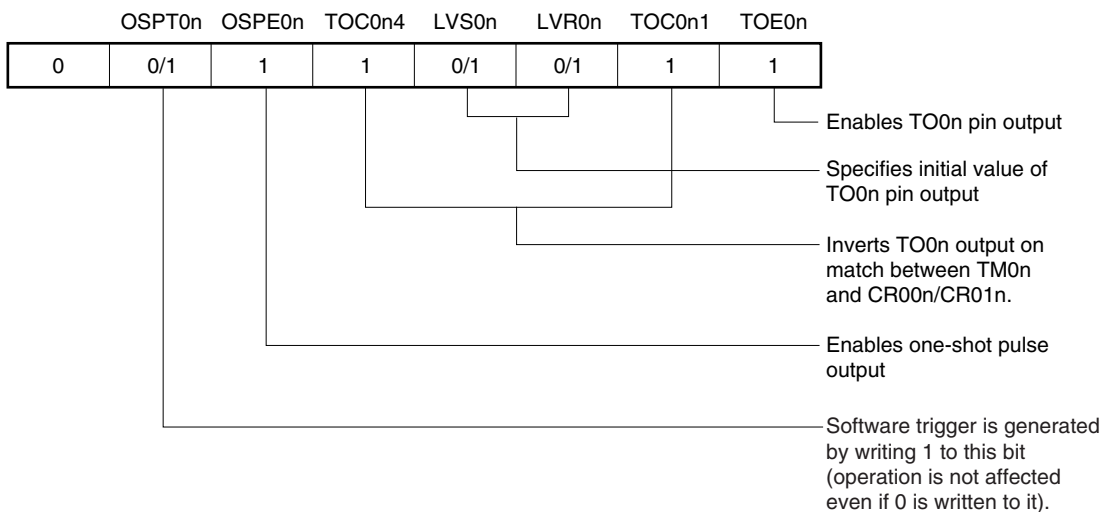 OSPT0n OSPE0n TOC0n4 LVS0n LVR0n TOC0n1 TOE0n
0 0/1 1 1 0/1 0/1 1 1
Enables TO0n pin output
Specifies initial value of
TO0n pin output
Inverts TO0n output on
match between TM0n
and CR00n/CR01n.
Enables one-shot pulse
output
Software trigger is generated
by writing 1 to this bit
(operation is not affected
even if 0 is written to it).